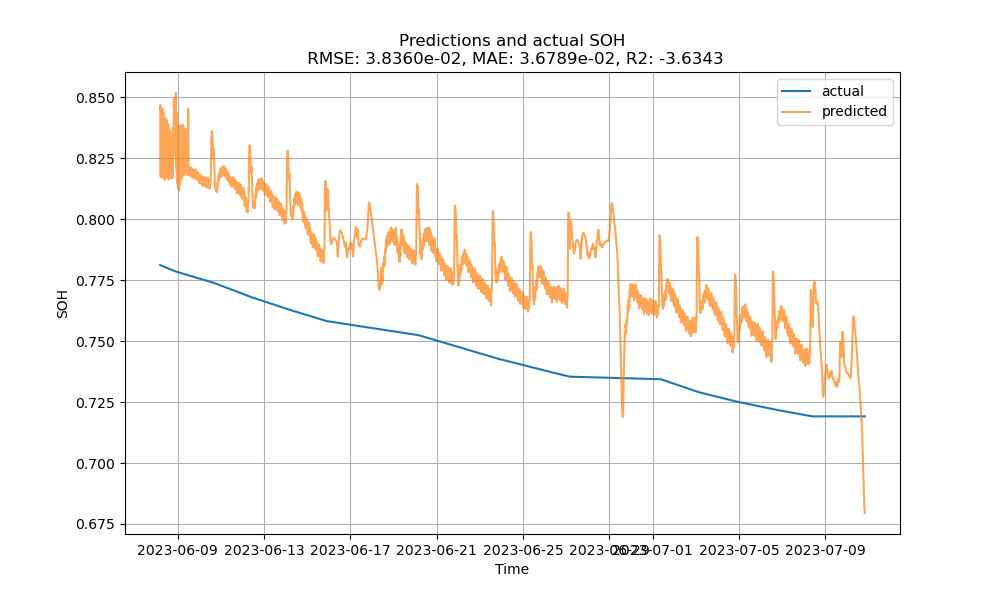 Predictions and actual SOH
RMSE: 3.8360e-02, MAE: 3.6789e-02, R2: -3.6343
actual
predicted
0.850
0.825
0.800
0.775
0.750
0.725
0.700
0.675
SOH
2023-06-09 2023-06-13 2023-06-17 2023-06-21 2023-06-25 2023-06-29 2023-07-01 2023-07-05 2023-07-09
Time